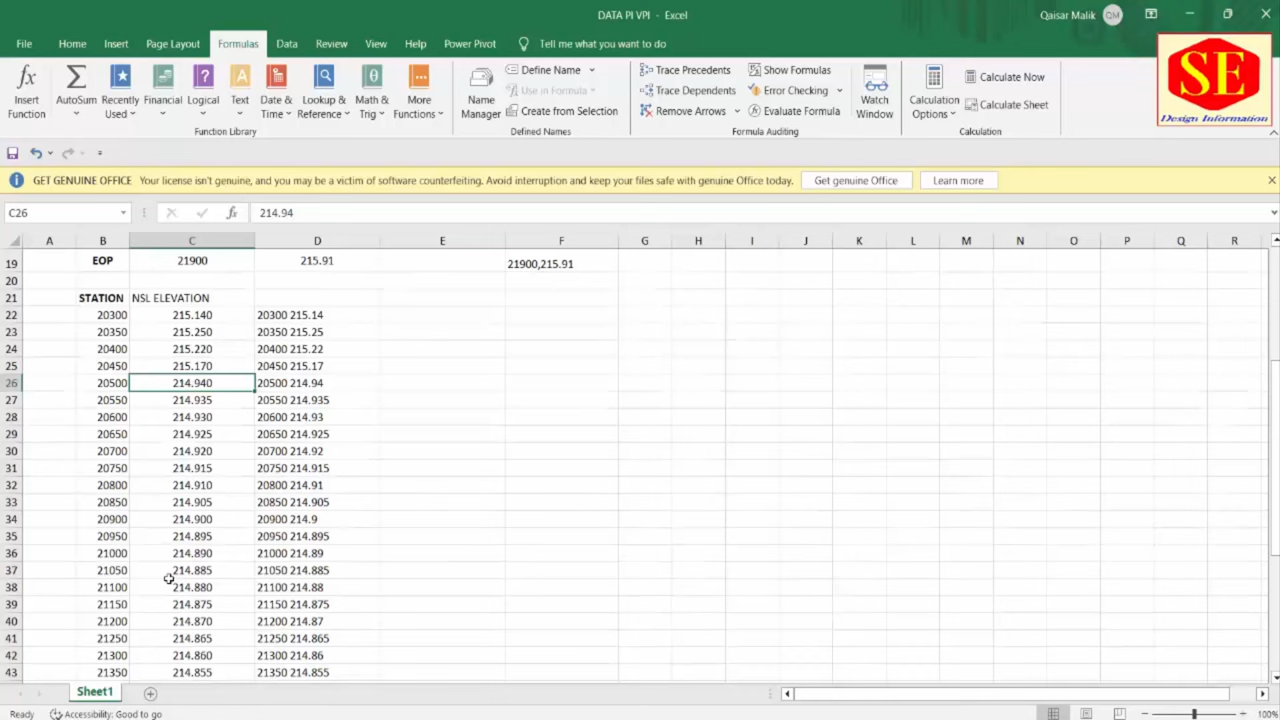 DATA PI VPI - Excel
Qaisar Malik QM
File Home Insert Page Layout Formulas Data Review View Help Power Pivot Tell me what you want to do
fx Insert Function
Σ AutoSum
Recently Used
Financial
Logical
Text
Date & Time
Lookup & Reference
Math & Trig
More Functions
Function Library
Name Manager
Define Name
Use in Formula
Create from Selection
Defined Names
Trace Precedents
Trace Dependents
Remove Arrows
Show Formulas
Error Checking
Evaluate Formula
Formula Auditing
Watch Window
Calculation Options
Calculate Now
Calculate Sheet
Calculation
SE
Design Information
GET GENUINE OFFICE Your license isn't genuine, and you may be a victim of software counterfeiting. Avoid interruption and keep your files safe with genuine Office today. Get genuine Office Learn more
C26 fx 214.94
A B C D E F G H I J K L M N O P Q R
19 EOP 21900 215.91 21900,215.91
20
21 STATION NSL ELEVATION
22 20300 215.140 20300 215.14
23 20350 215.250 20350 215.25
24 20400 215.220 20400 215.22
25 20450 215.170 20450 215.17
26 20500 214.940 20500 214.94
27 20550 214.935 20550 214.935
28 20600 214.930 20600 214.93
29 20650 214.925 20650 214.925
30 20700 214.920 20700 214.92
31 20750 214.915 20750 214.915
32 20800 214.910 20800 214.91
33 20850 214.905 20850 214.905
34 20900 214.900 20900 214.9
35 20950 214.895 20950 214.895
36 21000 214.890 21000 214.89
37 21050 214.885 21050 214.885
38 21100 214.880 21100 214.88
39 21150 214.875 21150 214.875
40 21200 214.870 21200 214.87
41 21250 214.865 21250 214.865
42 21300 214.860 21300 214.86
43 21350 214.855 21350 214.855
Sheet1
Ready Accessibility: Good to go 100%